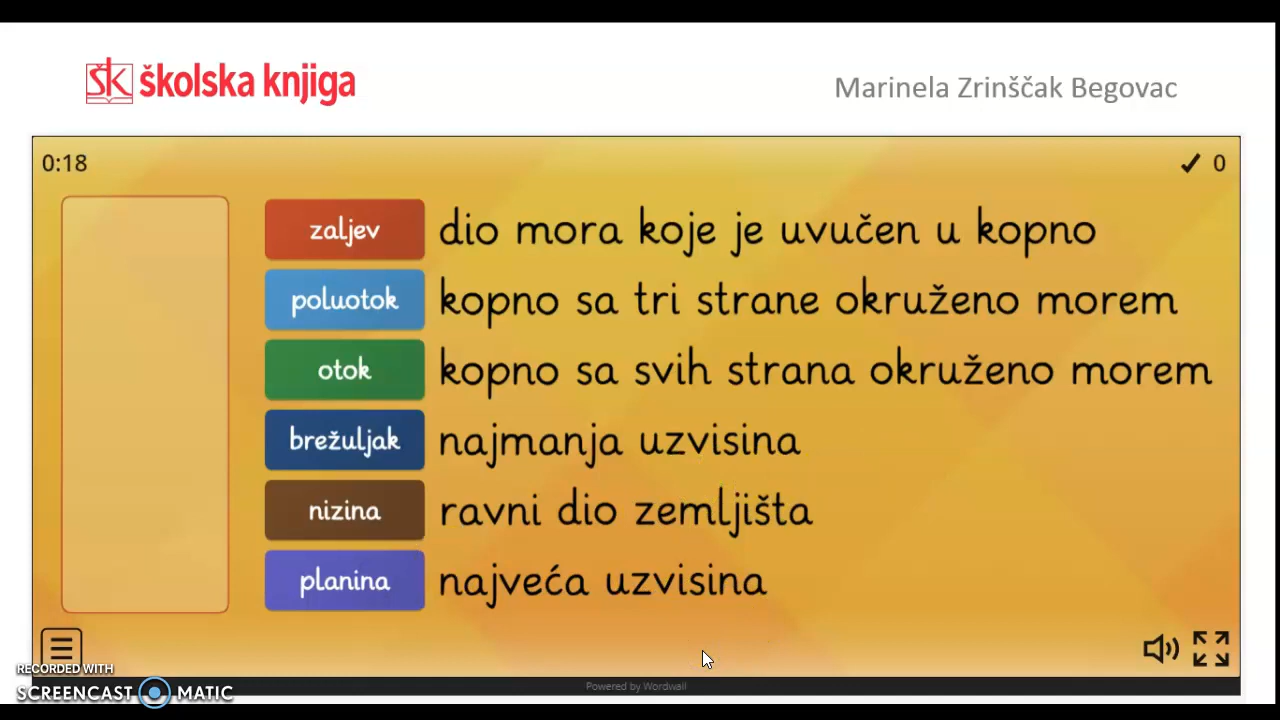 šk školska knjiga
Marinela Zrinščak Begovac
0:18
✔ 0
zaljev dio mora koje je uvučen u kopno
poluotok kopno sa tri strane okruženo morem
otok kopno sa svih strana okruženo morem
brežuljak najmanja uzvisina
nizina ravni dio zemljišta
planina najveća uzvisina
RECORDED WITH
SCREENCAST MATIC
Powered by Wordwall